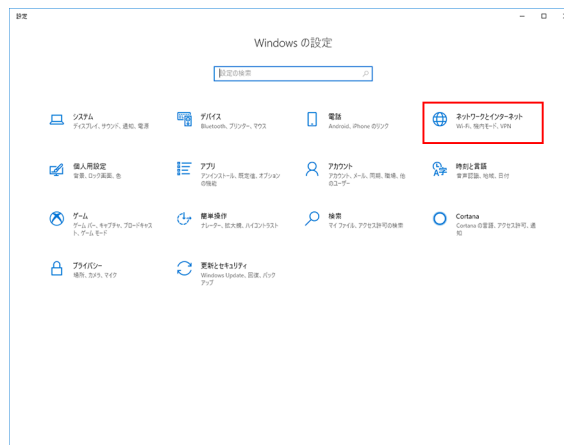 設定
Windows の設定
設定の検索
システム
ディスプレイ、サウンド、通知、電源
デバイス
Bluetooth、プリンター、マウス
電話
Android、iPhone のリンク
ネットワークとインターネット
Wi-Fi、機内モード、VPN
個人用設定
背景、ロック画面、色
アプリ
アンインストール、既定値、オプション
の機能
アカウント
アカウント、メール、同期、職場、他
のユーザー
時刻と言語
音声認識、地域、日付
ゲーム
ゲーム バー、キャプチャ、ブロードキャス
ト、ゲーム モード
簡単操作
ナレーター、拡大鏡、ハイコントラスト
検索
マイ ファイル、アクセス許可の検索
Cortana
Cortana の言語、アクセス許可、通
知
プライバシー
場所、カメラ、マイク
更新とセキュリティ
Windows Update、回復、バック
アップ